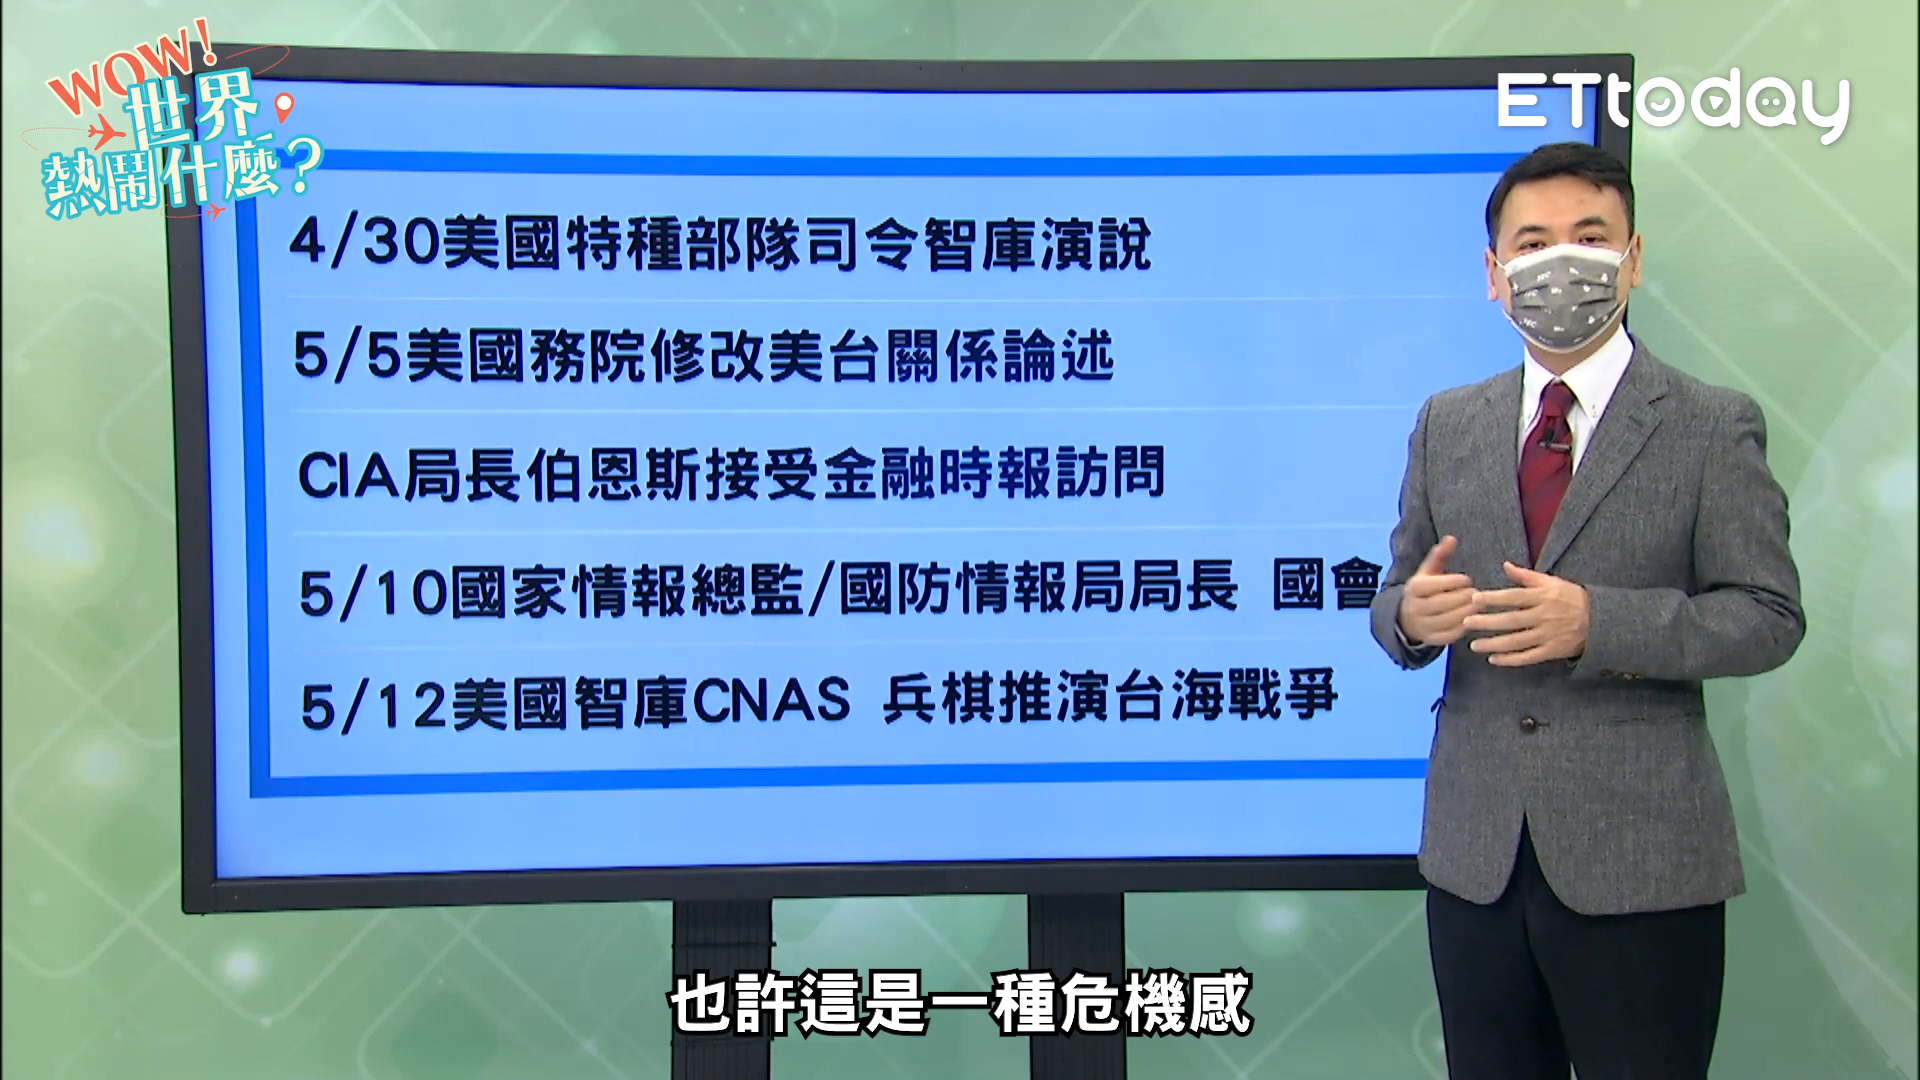 WOW!
世界
熱鬧什麼?
ETtoday
4/30美國特種部隊司令智庫演說
5/5美國務院修改美台關係論述
CIA局長伯恩斯接受金融時報訪問
5/10國家情報總監/國防情報局局長 國會
5/12美國智庫CNAS 兵棋推演台海戰爭
也許這是一種危機感